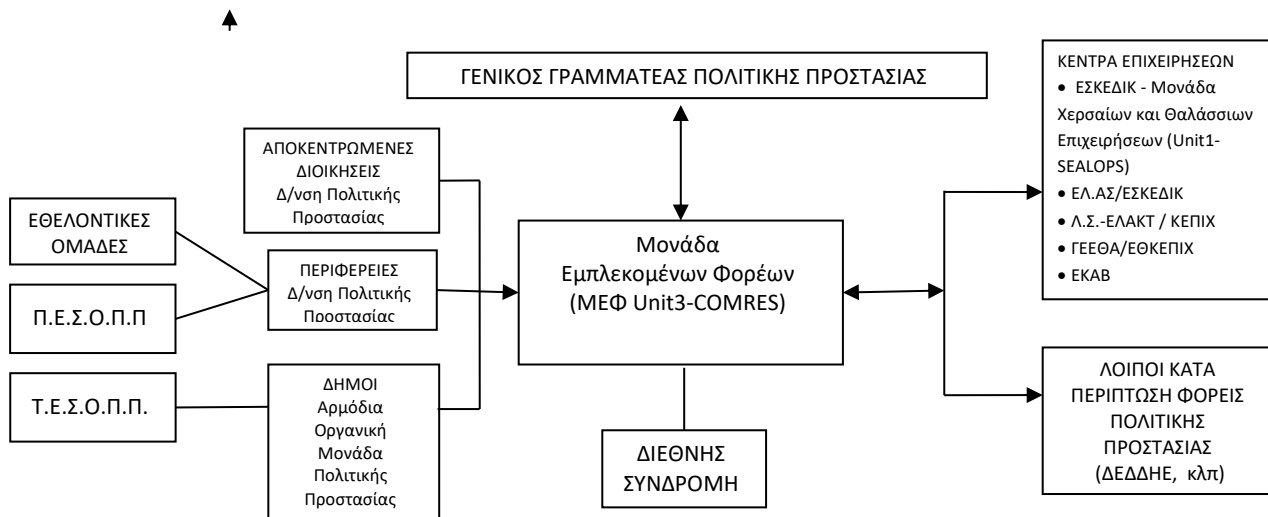 ΓΕΝΙΚΟΣ ΓΡΑΜΜΑΤΕΑΣ ΠΟΛΙΤΙΚΗΣ ΠΡΟΣΤΑΣΙΑΣ
ΑΠΟΚΕΝΤΡΩΜΕΝΕΣ
ΔΙΟΙΚΗΣΕΙΣ
Δ/νση Πολιτικής
Προστασίας
ΕΘΕΛΟΝΤΙΚΕΣ
ΟΜΑΔΕΣ
Π.Ε.Σ.Ο.Π.Π
Τ.Ε.Σ.Ο.Π.Π.
ΠΕΡΙΦΕΡΕΙΕΣ
Δ/νση Πολιτικής
Προστασίας
ΔΗΜΟΙ
Αρμόδια
Οργανική
Μονάδα
Πολιτικής
Προστασίας
Μονάδα
Εμπλεκομένων Φορέων
(ΜΕΦ Unit3-COMRES)
ΔΙΕΘΝΗΣ
ΣΥΝΔΡΟΜΗ
ΚΕΝΤΡΑ ΕΠΙΧΕΙΡΗΣΕΩΝ
• ΕΣΚΕΔΙΚ - Μονάδα
Χερσαίων και Θαλάσσιων
Επιχειρήσεων (Unit1-
SEALOPS)
• ΕΛ.ΑΣ/ΕΣΚΕΔΙΚ
• Λ.Σ.-ΕΛΑΚΤ / ΚΕΠΙΧ
• ΓΕΕΘΑ/ΕΘΚΕΠΙΧ
• ΕΚΑΒ
ΛΟΙΠΟΙ ΚΑΤΑ
ΠΕΡΙΠΤΩΣΗ ΦΟΡΕΙΣ
ΠΟΛΙΤΙΚΗΣ
ΠΡΟΣΤΑΣΙΑΣ
(ΔΕΔΔΗΕ, κλπ)